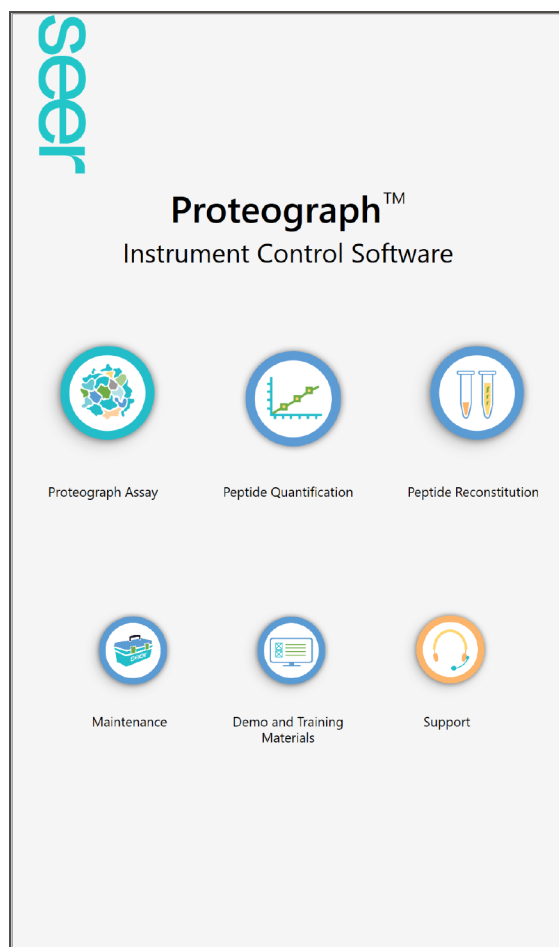 seer
Proteograph™
Instrument Control Software
Proteograph Assay
Peptide Quantification
Peptide Reconstitution
Maintenance
Demo and Training
Materials
Support